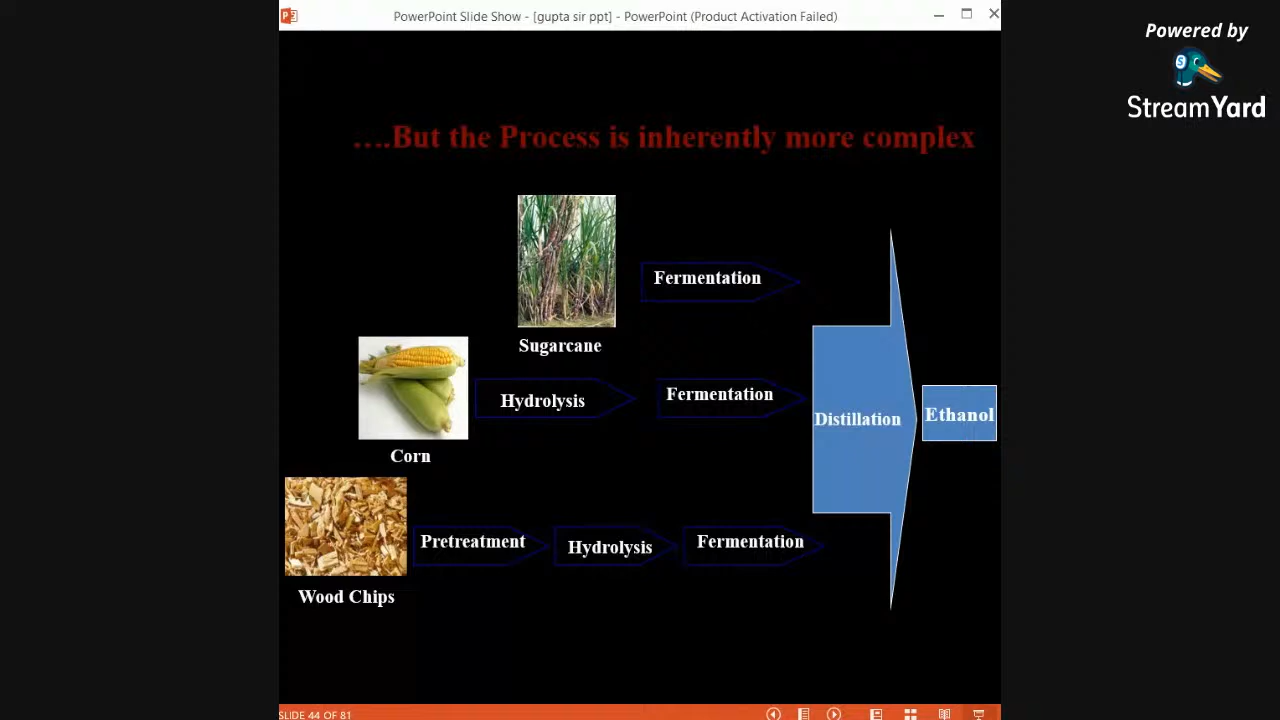 PowerPoint Slide Show - [gupta sir ppt] - PowerPoint (Product Activation Failed)
Powered by
StreamYard
....But the Process is inherently more complex
Fermentation
Sugarcane
Hydrolysis
Fermentation
Distillation
Ethanol
Corn
Pretreatment
Hydrolysis
Fermentation
Wood Chips
SLIDE 44 OF 81